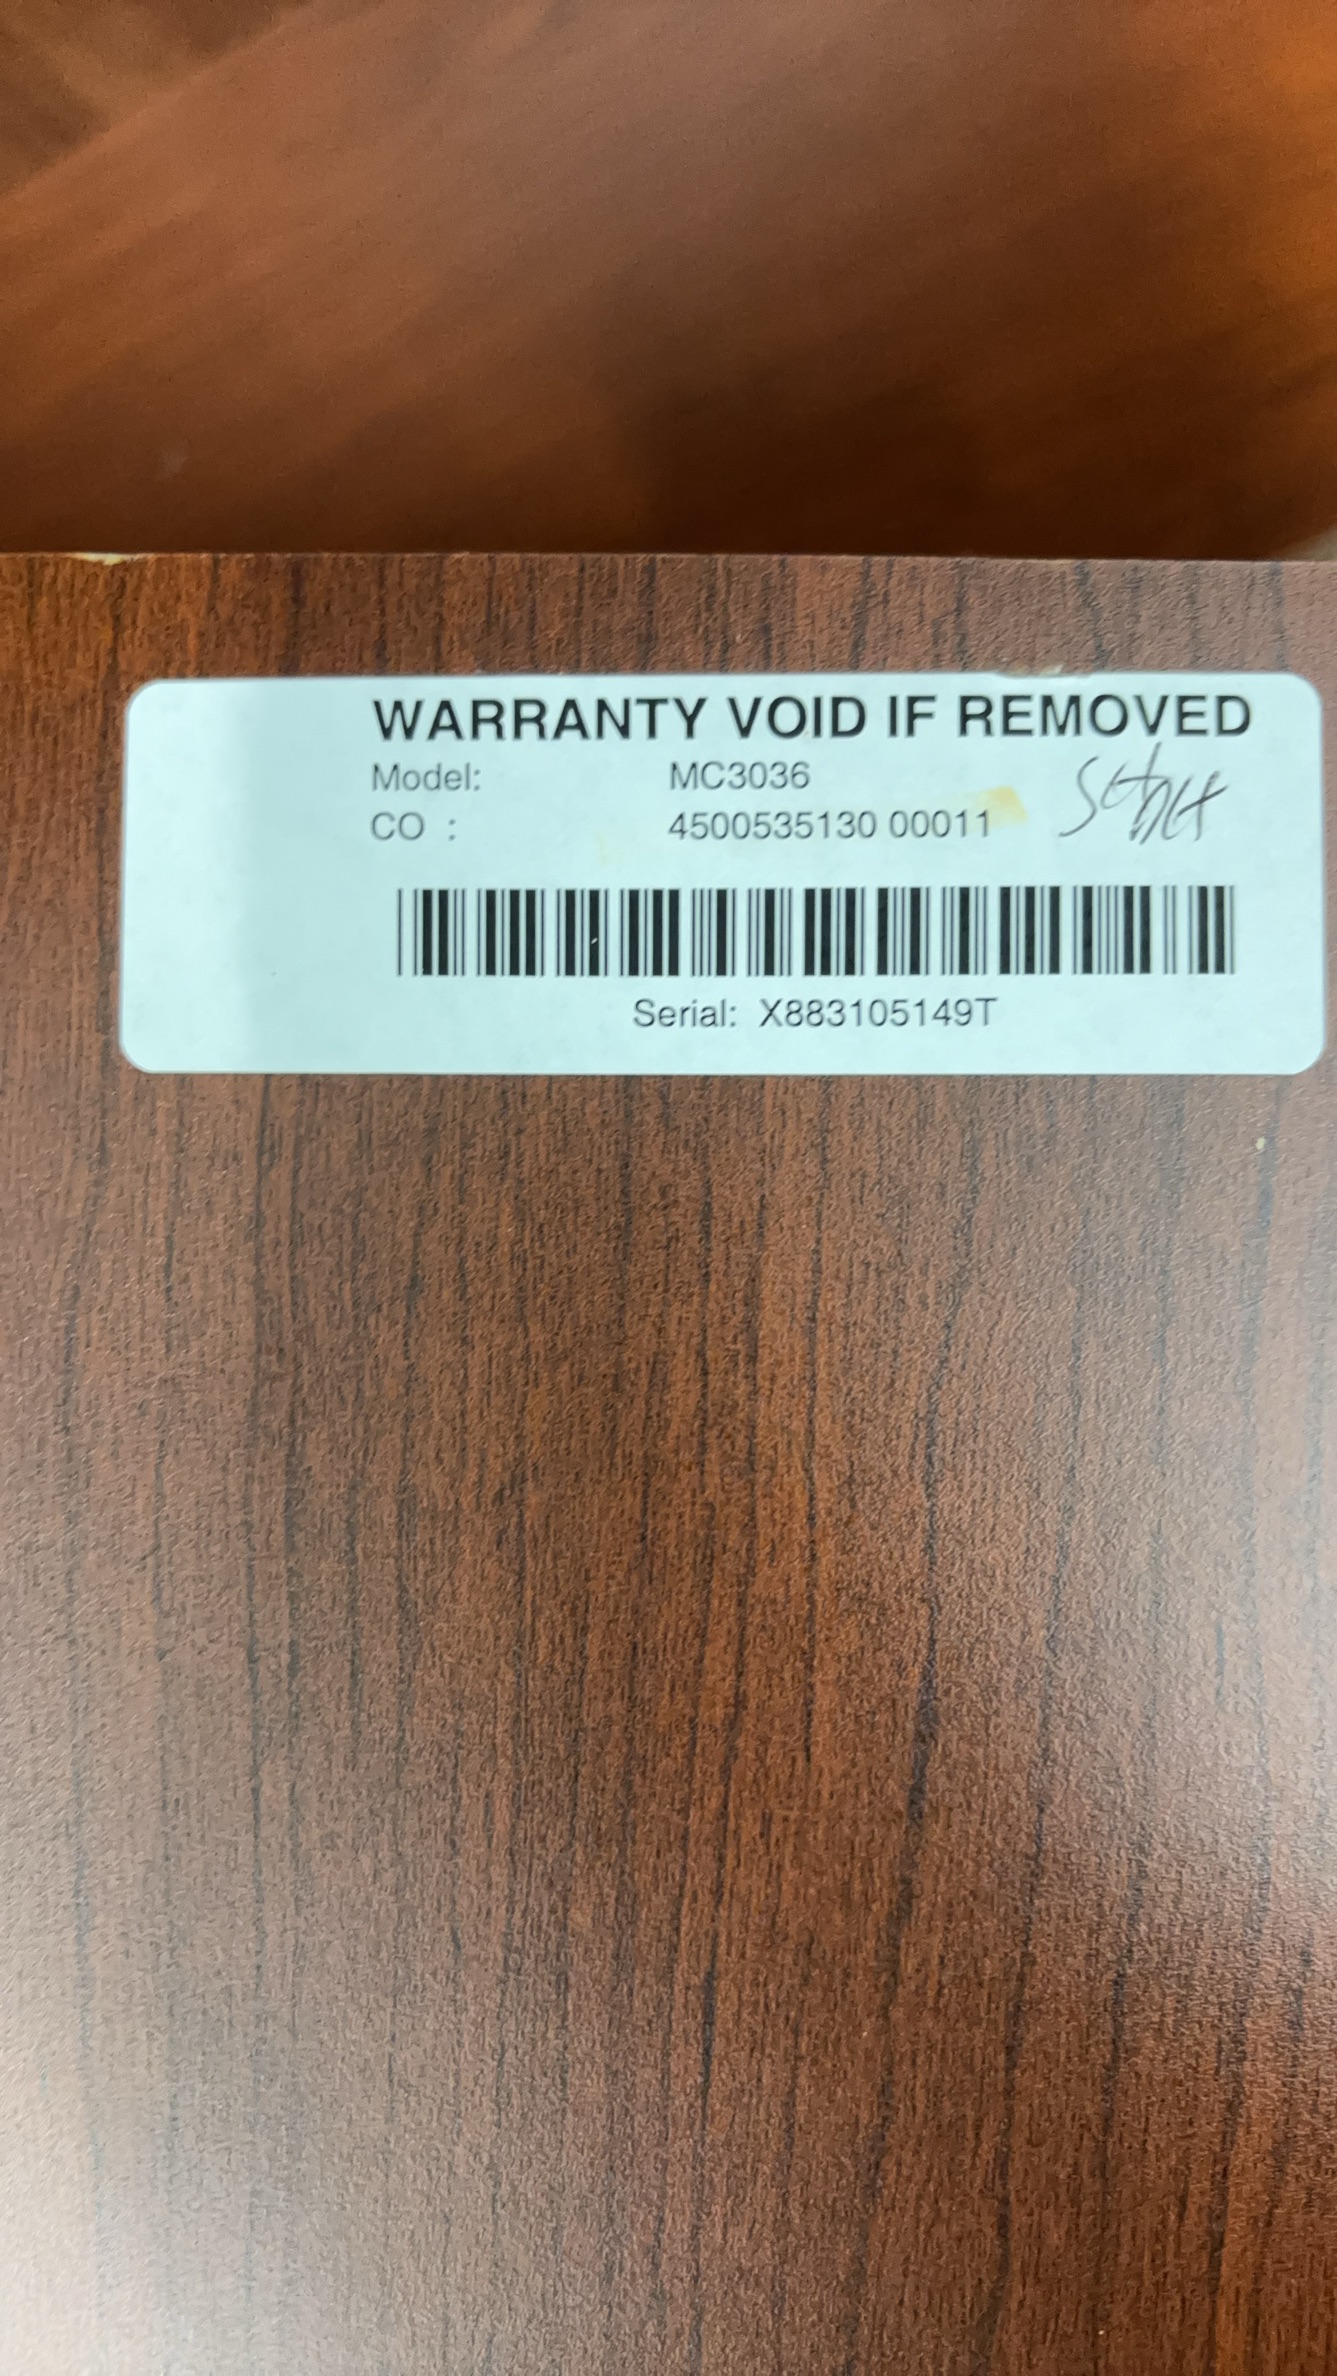 WARRANTY VOID IF REMOVED
Model: MC3036
CO : 4500535130 00011
Serial: X883105149T